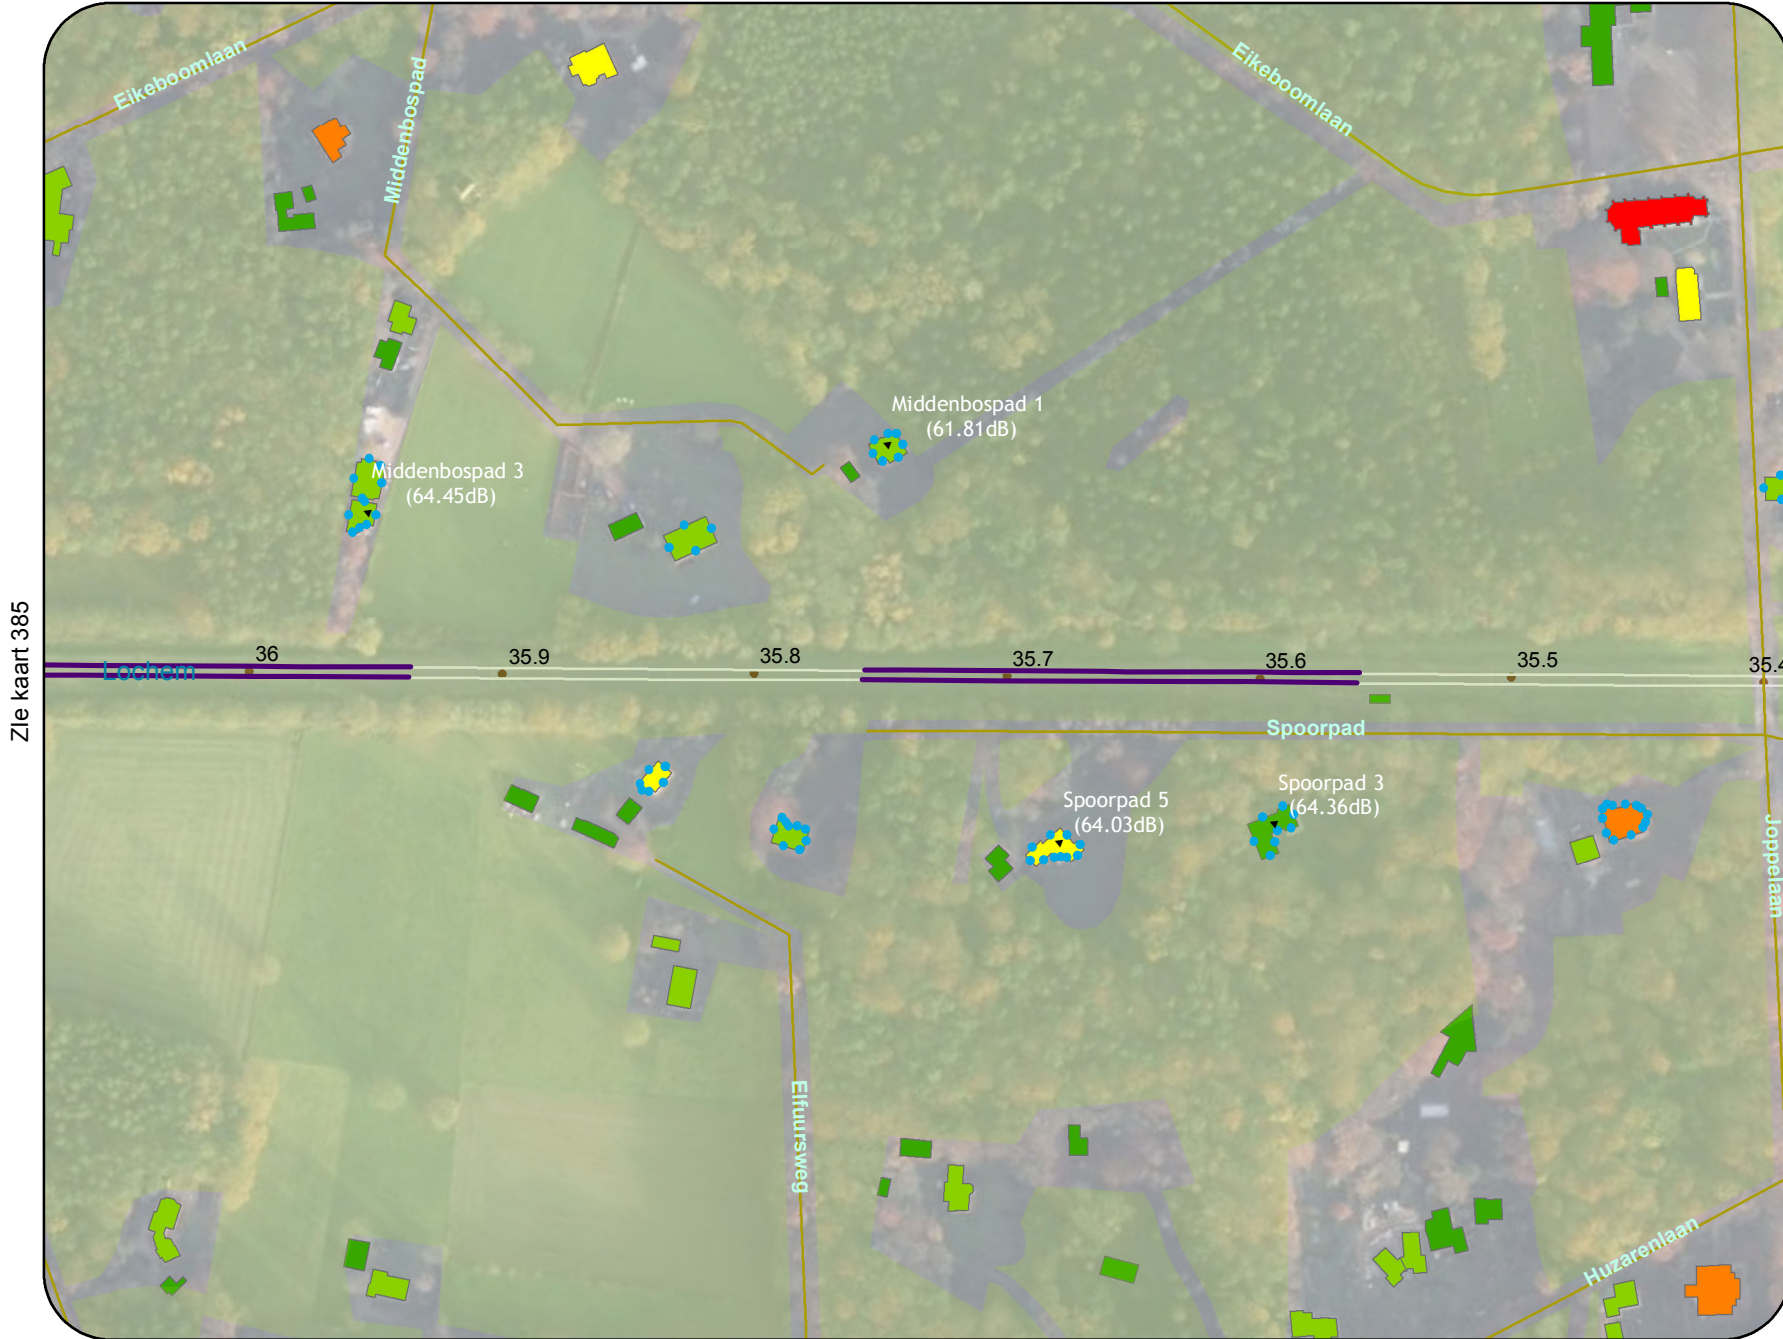 Eikeboomlaan
Middenbospad
Eikeboomlaan
Middenbospad 1
(61.81dB)
Middenbospad 3
(64.45dB)
ZIe kaart 385
Lochem
36
35.9
35.8
35.7
35.6
35.5
35.4
Spoorpad
Spoorpad 5
(64.03dB)
Spoorpad 3
(64.36dB)
Joppelaan
Elfuursweg
Huzarenlaan